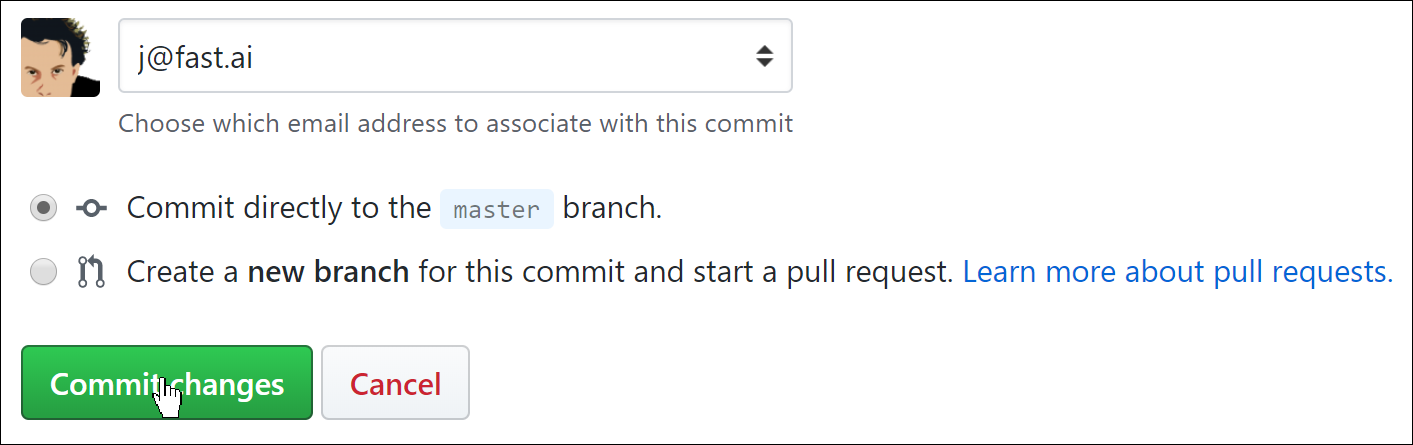 j@fast.ai
Choose which email address to associate with this commit
Commit directly to the master branch.
Create a new branch for this commit and start a pull request. Learn more about pull requests.
Commit changes
Cancel